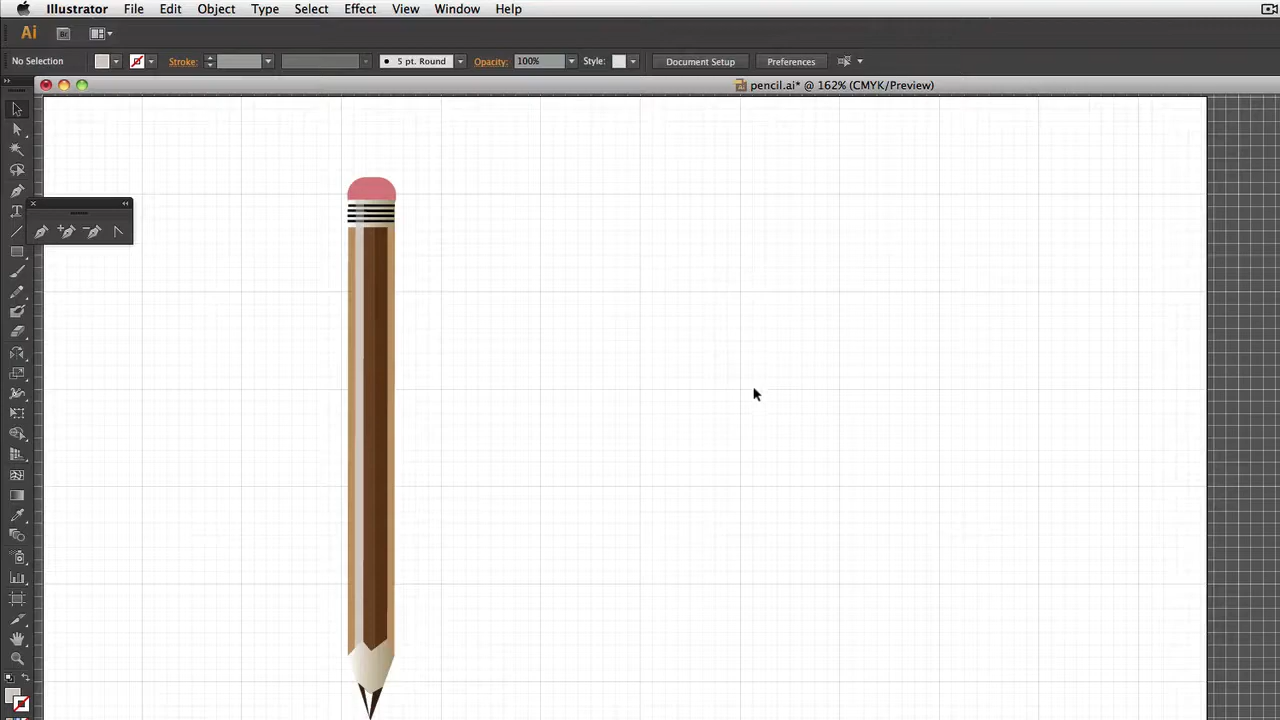 Illustrator File Edit Object Type Select Effect View Window Help
Ai Br
No Selection Stroke: 5 pt. Round Opacity: 100% Style: Document Setup Preferences
pencil.ai* @ 162% (CMYK/Preview)
T